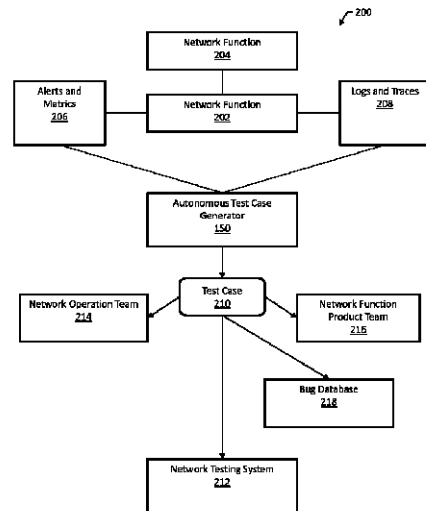 200
Network Function
204
Alerts and
Metrics
206
Network Function
202
Logs and Traces
208
Autonomous Test Case
Generator
150
Test Case
210
Network Operation Team
214
Network Function
Product Team
216
Bug Database
218
Network Testing System
212